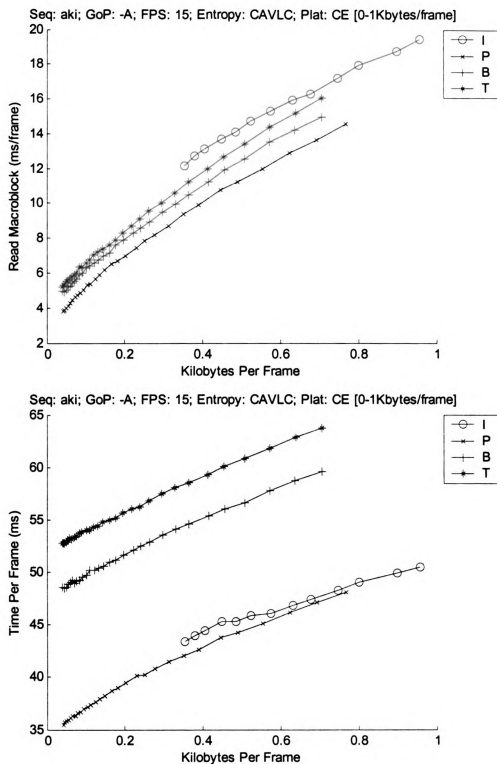 Seq: aki; GoP: -A; FPS: 15; Entropy: CAVLC; Plat: CE [0-1Kbytes/frame]
20
18
16
14
12
10
8
6
4
2
Read Macroblock (ms/frame)
0
0.2
0.4
0.6
0.8
1
Kilobytes Per Frame
I
P
B
T
Seq: aki; GoP: -A; FPS: 15; Entropy: CAVLC; Plat: CE [0-1Kbytes/frame]
65
60
55
50
45
40
35
Time Per Frame (ms)
0
0.2
0.4
0.6
0.8
1
Kilobytes Per Frame
I
P
B
T